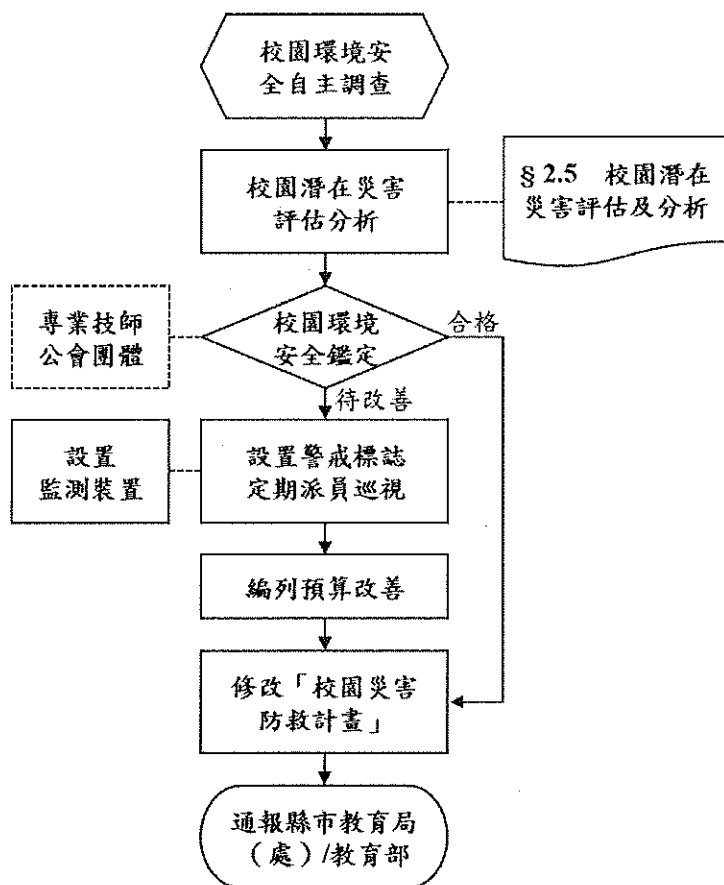 校園環境安
全自主調查
校園潛在災害
評估分析
§ 2.5 校園潛在
災害評估及分析
專業技師
公會團體
校園環境
安全鑑定
合格
待改善
設置
監測裝置
設置警戒標誌
定期派員巡視
編列預算改善
修改「校園災害
防救計畫」
通報縣市教育局
（處）/教育部